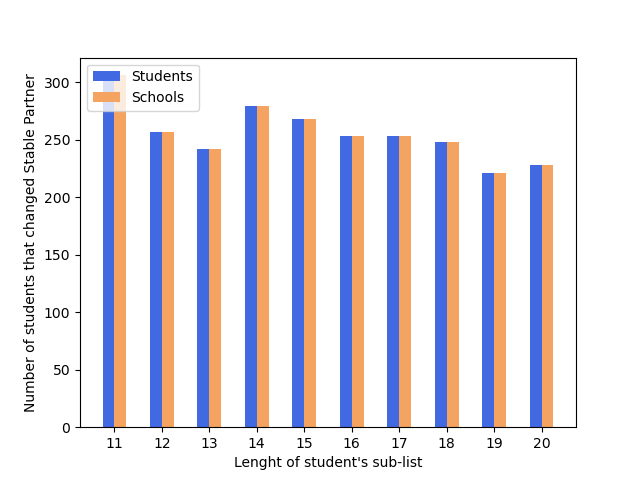 Students
Schools
300
250
200
150
100
50
0
Number of students that changed Stable Partner
11 12 13 14 15 16 17 18 19 20
Lenght of student's sub-list